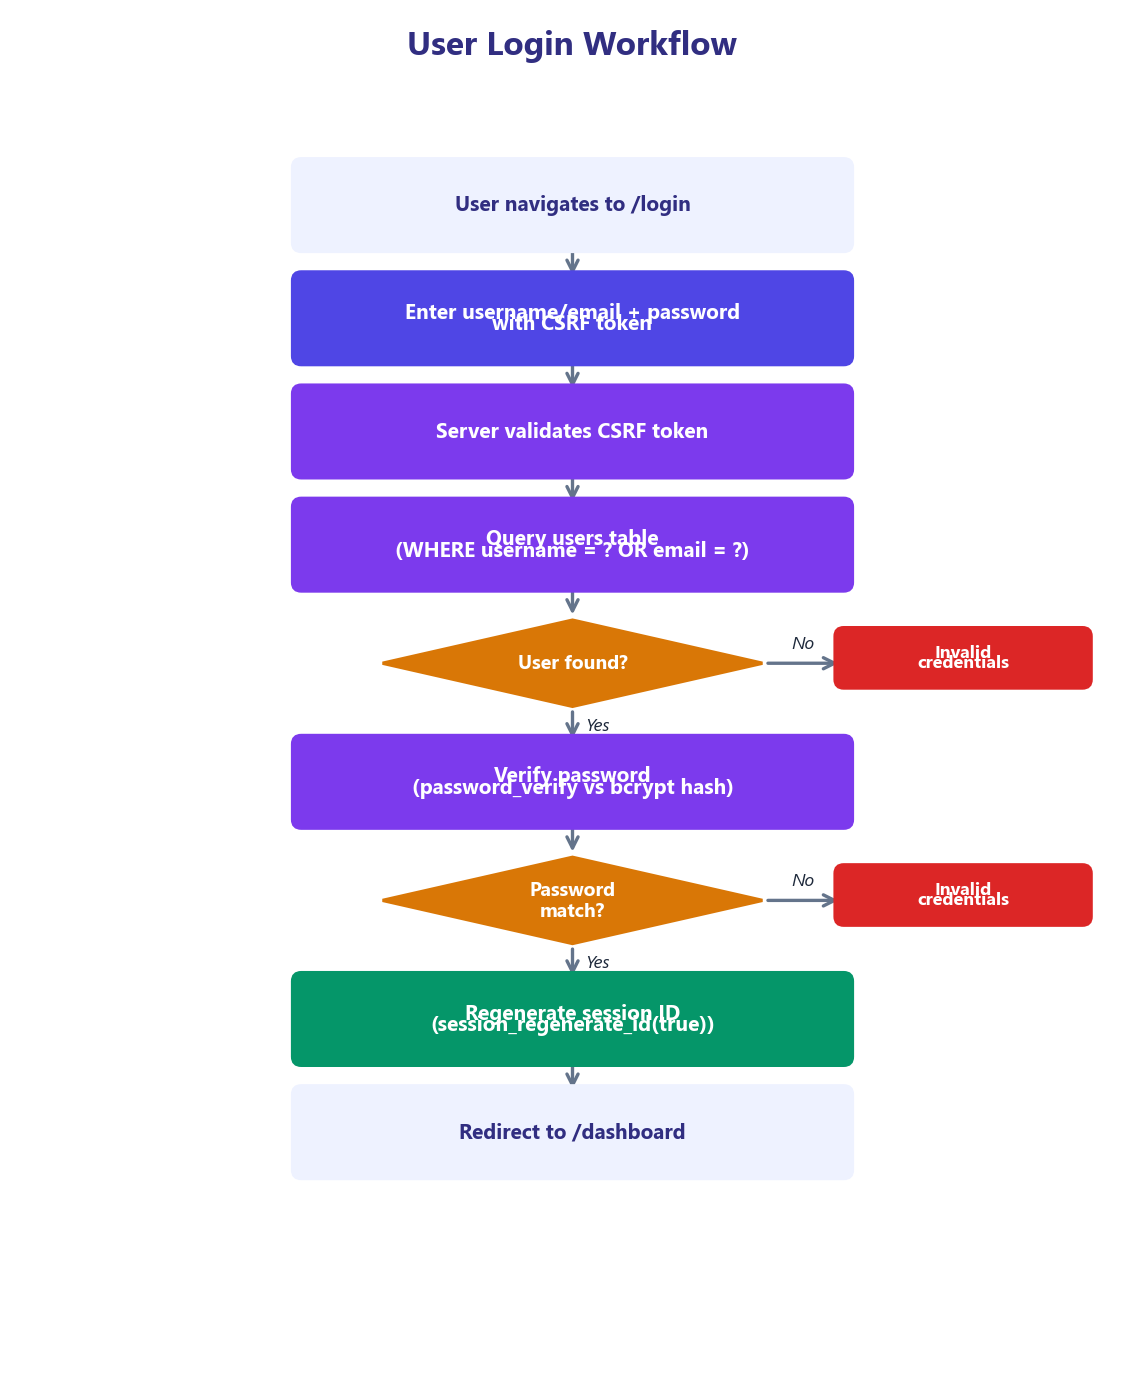 User Login Workflow
User navigates to /login
Enter username/email + password
with CSRF token
Server validates CSRF token
Query users table
(WHERE username = ? OR email = ?)
User found?
No
Invalid
credentials
Yes
Verify password
(password_verify vs bcrypt hash)
Password
match?
No
Invalid
credentials
Yes
Regenerate session ID
(session_regenerate_id(true))
Redirect to /dashboard